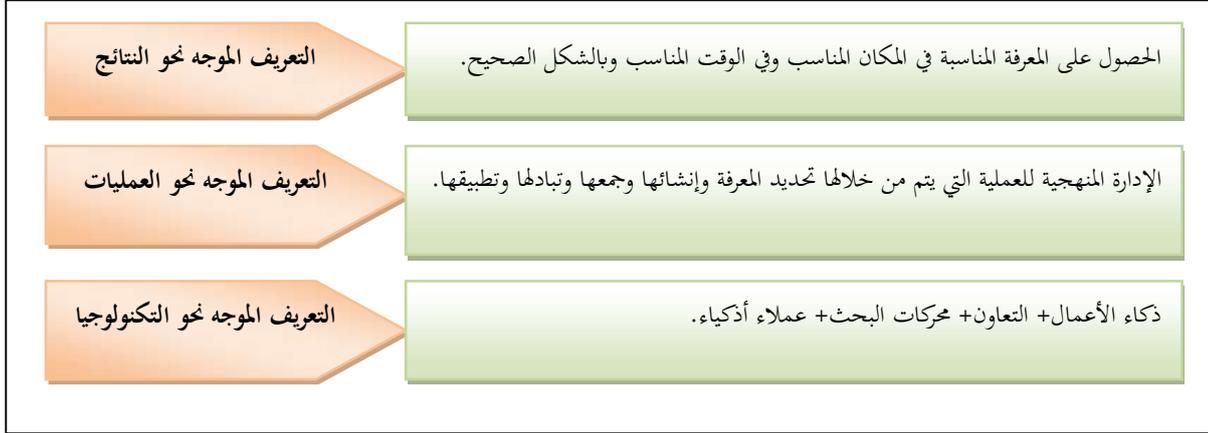 التعريف الموجه نحو النتائج
الحصول على المعرفة المناسبة في المكان المناسب وفي الوقت المناسب وبالشكل الصحيح.
التعريف الموجه نحو العمليات
الإدارة المنهجية للعملية التي يتم من خلالها تحديد المعرفة وإنشائها وجمعها وتبادلها وتطبيقها.
التعريف الموجه نحو التكنولوجيا
ذكاء الأعمال+ التعاون+ محركات البحث+ عملاء أذكياء.